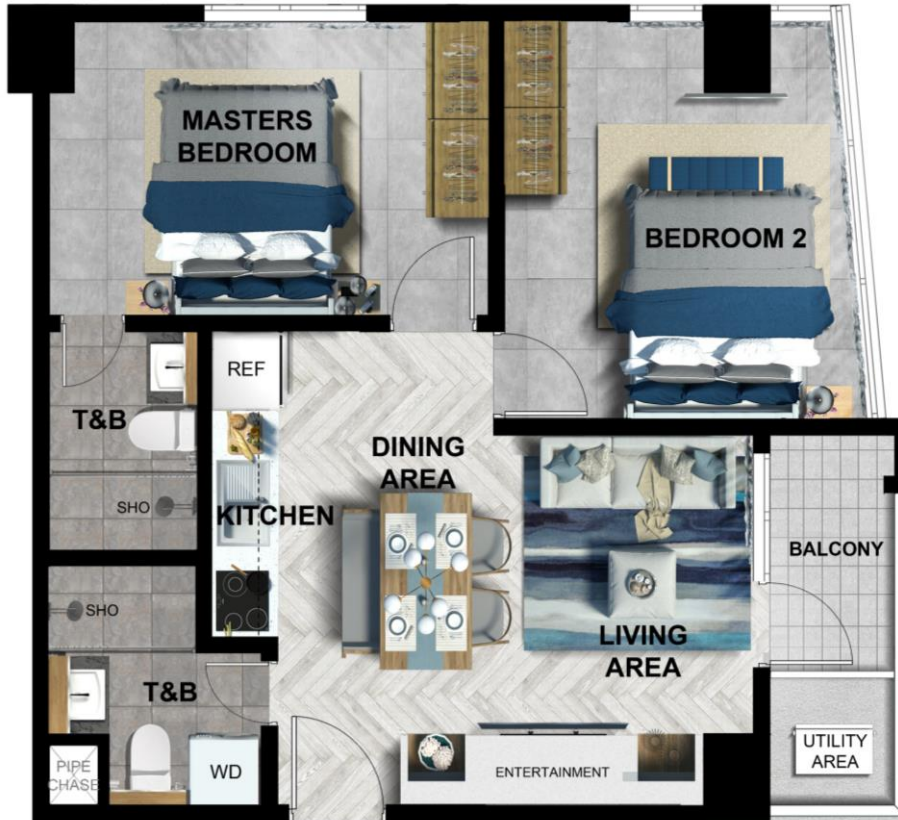 MASTERS
BEDROOM
BEDROOM 2
REF
T&B
DINING
AREA
SHO
KITCHEN
BALCONY
SHO
LIVING
AREA
T&B
UTILITY
AREA
PIPE
CHASE
WD
ENTERTAINMENT